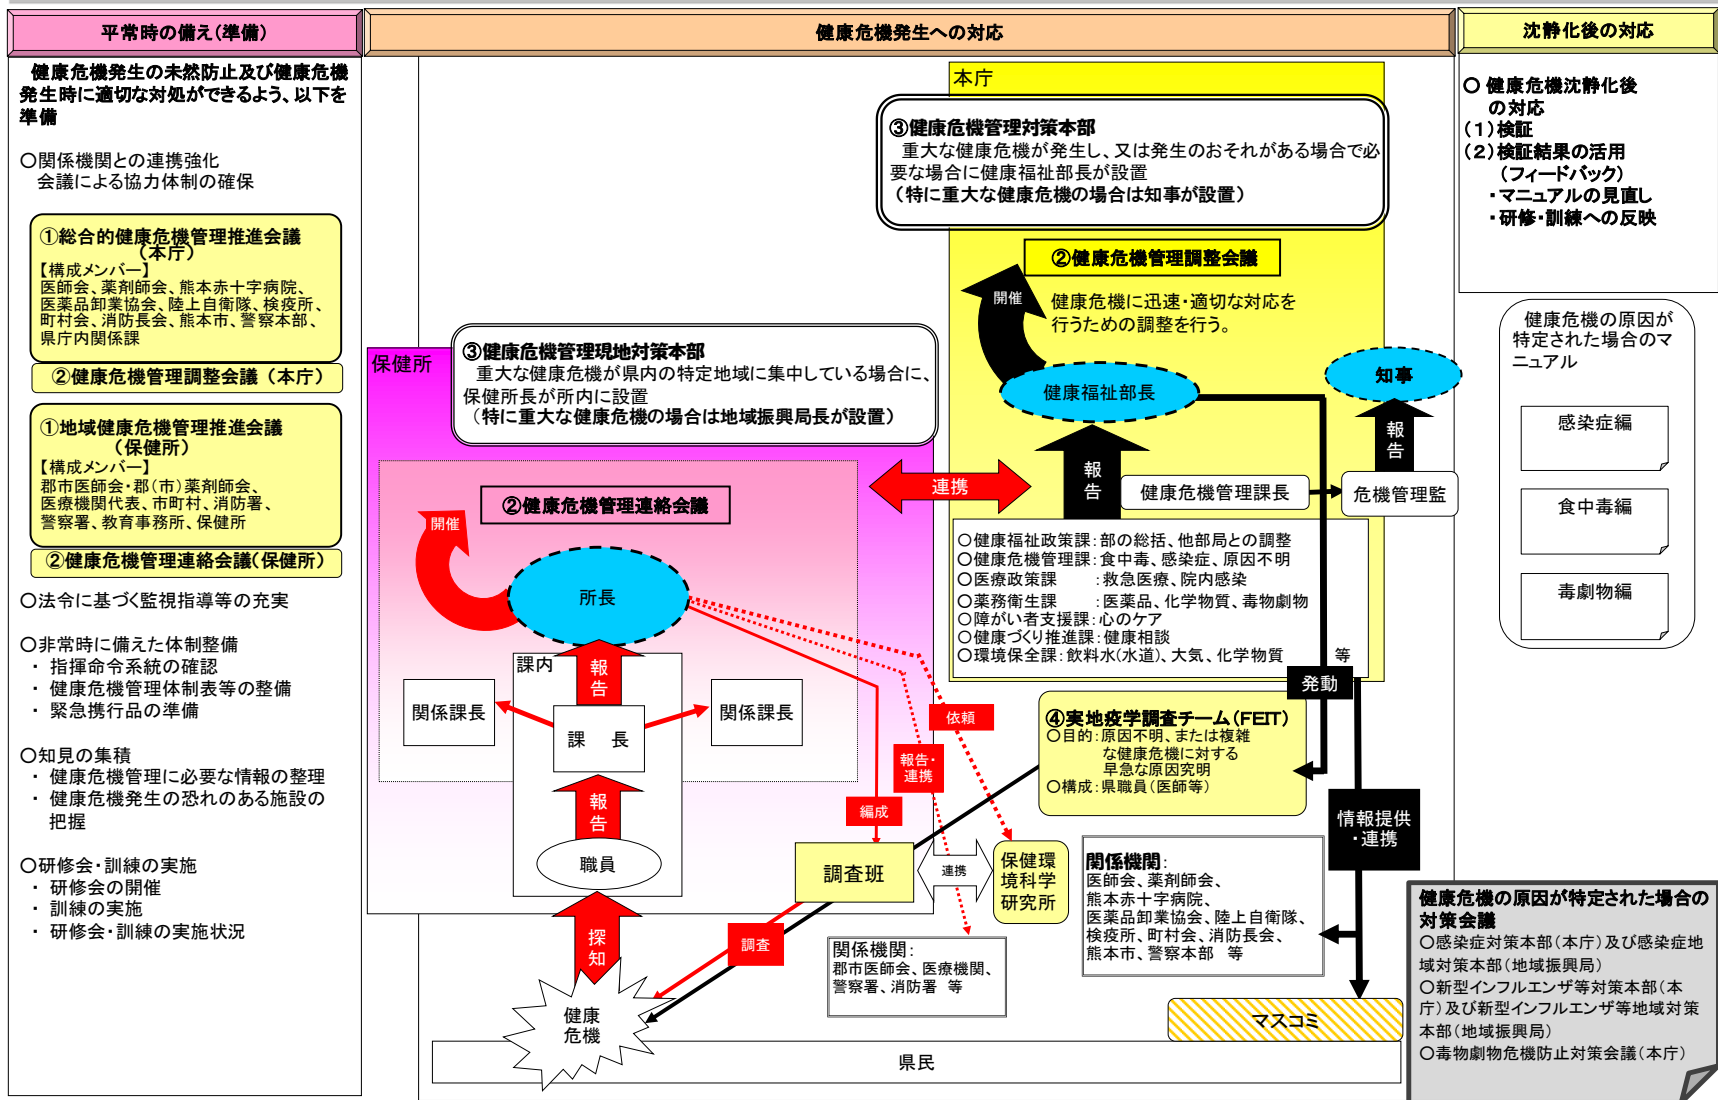 平常時の備え(準備)
健康危機発生の未然防止及び健康危機
発生時に適切な対処ができるよう、以下を
準備
○関係機関との連携強化
会議による協力体制の確保
①総合的健康危機管理推進会議
(本庁)
【構成メンバー】
医師会、薬剤師会、熊本赤十字病院、
医薬品卸業協会、陸上自衛隊、検疫所、
町村会、消防長会、熊本市、警察本部、
県庁内関係課
②健康危機管理調整会議(本庁)
①地域健康危機管理推進会議
(保健所)
【構成メンバー】
郡市医師会・郡(市)薬剤師会、
医療機関代表、市町村、消防署、
警察署、教育事務所、保健所
②健康危機管理連絡会議(保健所)
○法令に基づく監視指導等の充実
○非常時に備えた体制整備
・ 指揮命令系統の確認
・ 健康危機管理体制表等の整備
・ 緊急携行品の準備
○知見の集積
・ 健康危機管理に必要な情報の整理
・ 健康危機発生の恐れのある施設の
把握
○研修会・訓練の実施
・ 研修会の開催
・ 訓練の実施
・ 研修会・訓練の実施状況
健康危機発生への対応
本庁
③健康危機管理対策本部
重大な健康危機が発生し、又は発生のおそれがある場合で必
要な場合に健康福祉部長が設置
(特に重大な健康危機の場合は知事が設置)
②健康危機管理調整会議
開催
健康危機に迅速・適切な対応を
行うための調整を行う。
健康福祉部長
知事
報告
報告
健康危機管理課長
危機管理監
○健康福祉政策課:部の総括、他部局との調整
○健康危機管理課:食中毒、感染症、原因不明
○医療政策課 :救急医療、院内感染
○薬務衛生課 :医薬品、化学物質、毒物劇物
○障がい者支援課:心のケア
○健康づくり推進課:健康相談
○環境保全課:飲料水(水道)、大気、化学物質 等
発動
④実地疫学調査チーム(FEIT)
○目的:原因不明、または複雑
な健康危機に対する
早急な原因究明
○構成:県職員(医師等)
情報提供
・連携
保健所
③健康危機管理現地対策本部
重大な健康危機が県内の特定地域に集中している場合に、
保健所長が所内に設置
(特に重大な健康危機の場合は地域振興局長が設置)
連携
②健康危機管理連絡会議
開催
所長
課内
報告
関係課長
課 長
関係課長
報告
職員
探知
健康
危機
依頼
報告・
連携
編成
調査班
連携
保健環
境科学
研究所
調査
関係機関:
郡市医師会、医療機関、
警察署、消防署 等
関係機関:
医師会、薬剤師会、
熊本赤十字病院、
医薬品卸業協会、陸上自衛隊、
検疫所、町村会、消防長会、
熊本市、警察本部 等
マスコミ
県民
沈静化後の対応
○ 健康危機沈静化後
の対応
(1)検証
(2)検証結果の活用
(フィードバック)
・マニュアルの見直し
・研修・訓練への反映
健康危機の原因が
特定された場合のマ
ニュアル
感染症編
食中毒編
毒劇物編
健康危機の原因が特定された場合の
対策会議
○感染症対策本部(本庁)及び感染症地
域対策本部(地域振興局)
○新型インフルエンザ等対策本部(本
庁)及び新型インフルエンザ等地域対策
本部(地域振興局)
○毒物劇物危機防止対策会議(本庁)